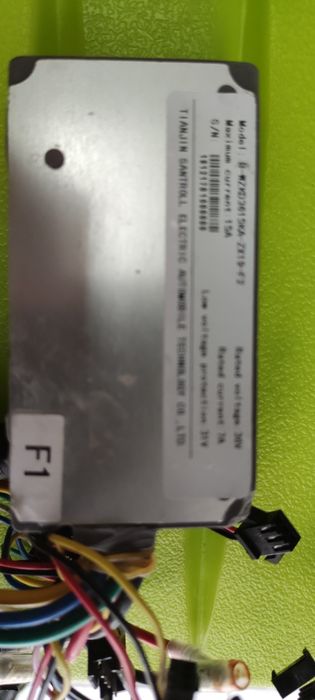 Rated voltage 36V
Maximum current 15A
Rated current 7A
S/N
Low voltage protection 31V
TIANJIN SANTROLL ELECTRIC AUTOMOBILE TECHNOLOGY CO.,LTD.
F1